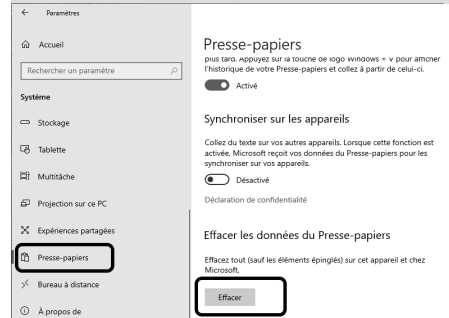 Paramètres
Accueil
Rechercher un paramètre
Système
Stockage
Tablette
Multitâche
Projection sur ce PC
Expériences partagées
Presse-papiers
Bureau à distance
À propos de
Presse-papiers
plus tard. Appuyez sur la touche de logo Windows + V pour afficher
l'historique de votre Presse-papiers et collez à partir de celui-ci.
Activé
Synchroniser sur les appareils
Collez du texte sur vos autres appareils. Lorsque cette fonction est
activée, Microsoft reçoit vos données du Presse-papiers pour les
synchroniser sur vos appareils.
Désactivé
Déclaration de confidentialité
Effacer les données du Presse-papiers
Effacez tout (sauf les éléments épinglés) sur cet appareil et chez
Microsoft.
Effacer